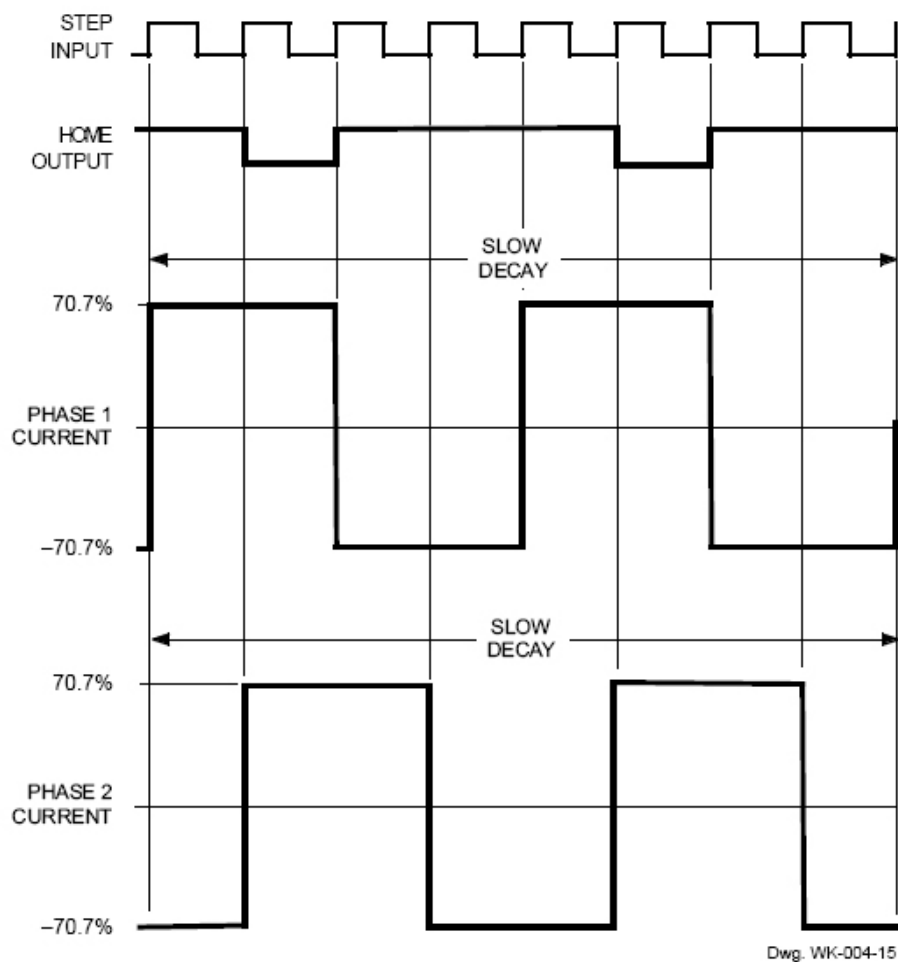 STEP
INPUT
HOME
OUTPUT
SLOW
DECAY
70.7%
PHASE 1
CURRENT
–70.7%
SLOW
DECAY
70.7%
PHASE 2
CURRENT
–70.7%
Dwg. WK-004-15